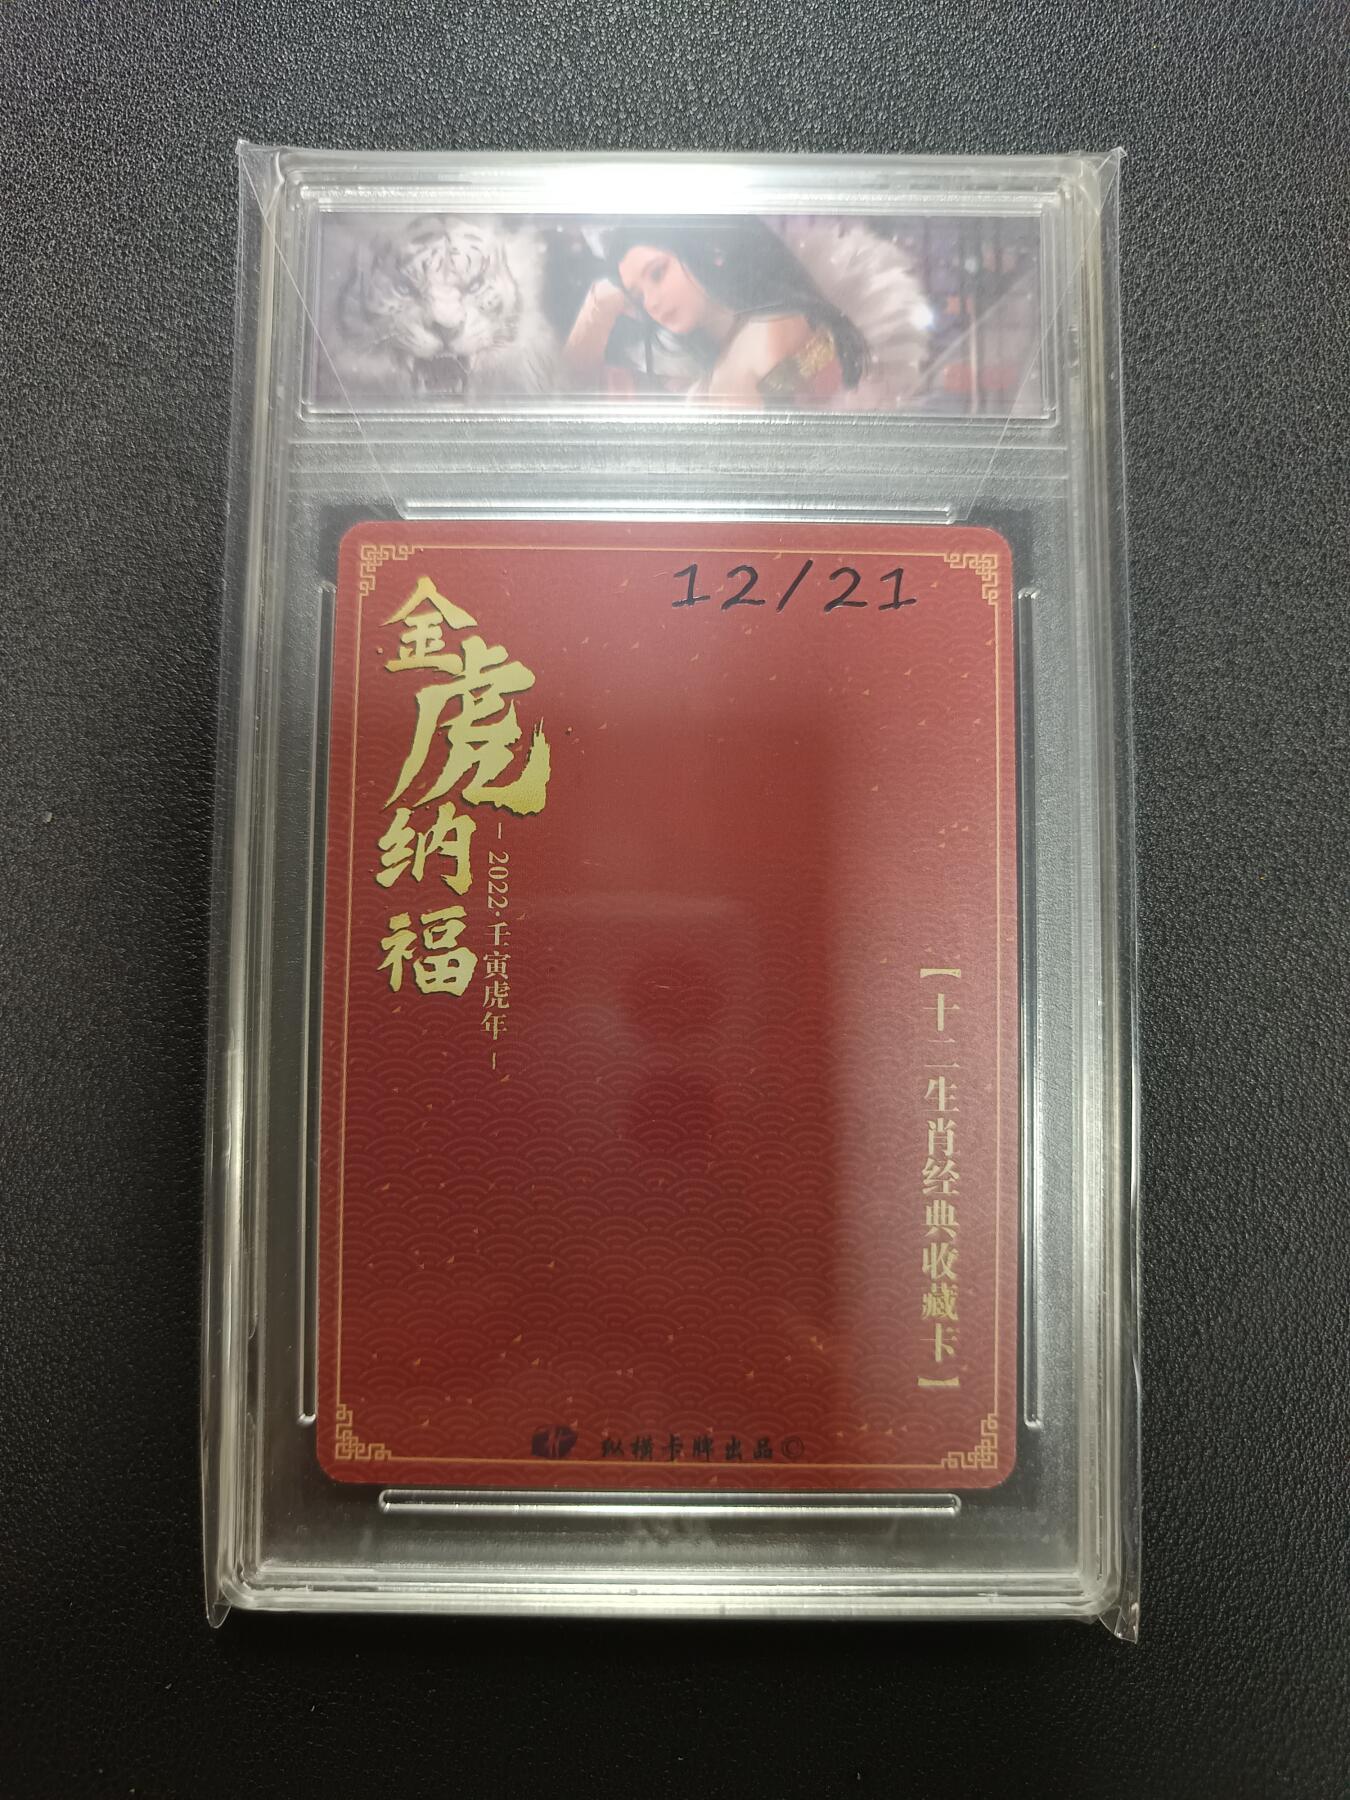 12/21
金虎纳福
－2022·壬寅虎年－
【十二生肖经典收藏卡】
纵横卡牌出品©